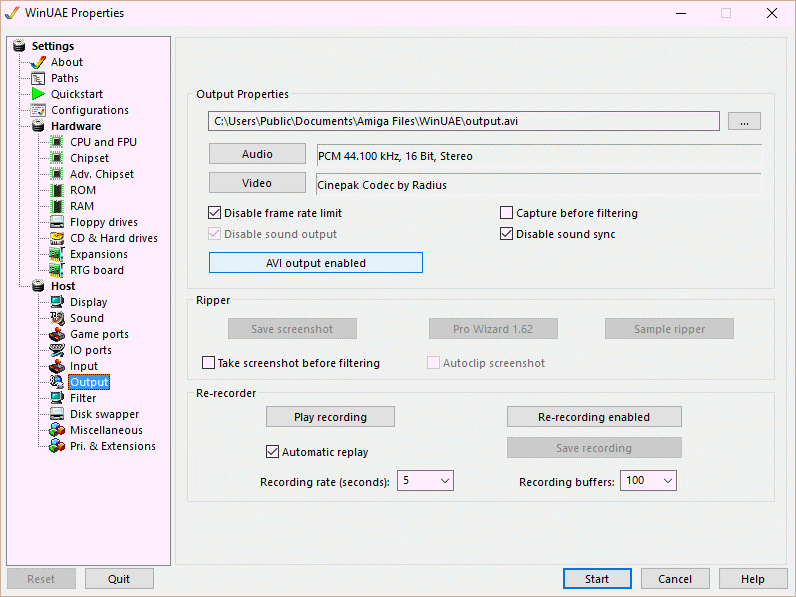 WinUAE Properties
Settings
About
Paths
Quickstart
Configurations
Hardware
CPU and FPU
Chipset
Adv. Chipset
ROM
RAM
Floppy drives
CD & Hard drives
Expansions
RTG board
Host
Display
Sound
Game ports
IO ports
Input
Output
Filter
Disk swapper
Miscellaneous
Pri. & Extensions
Output Properties
C:\Users\Public\Documents\Amiga Files\WinUAE\output.avi ...
Audio PCM 44.100 kHz, 16 Bit, Stereo
Video Cinepak Codec by Radius
Disable frame rate limit Capture before filtering
Disable sound output Disable sound sync
AVI output enabled
Ripper
Save screenshot Pro Wizard 1.62 Sample ripper
Take screenshot before filtering Autoclip screenshot
Re-recorder
Play recording Re-recording enabled
Automatic replay Save recording
Recording rate (seconds): 5 Recording buffers: 100
Reset Quit Start Cancel Help